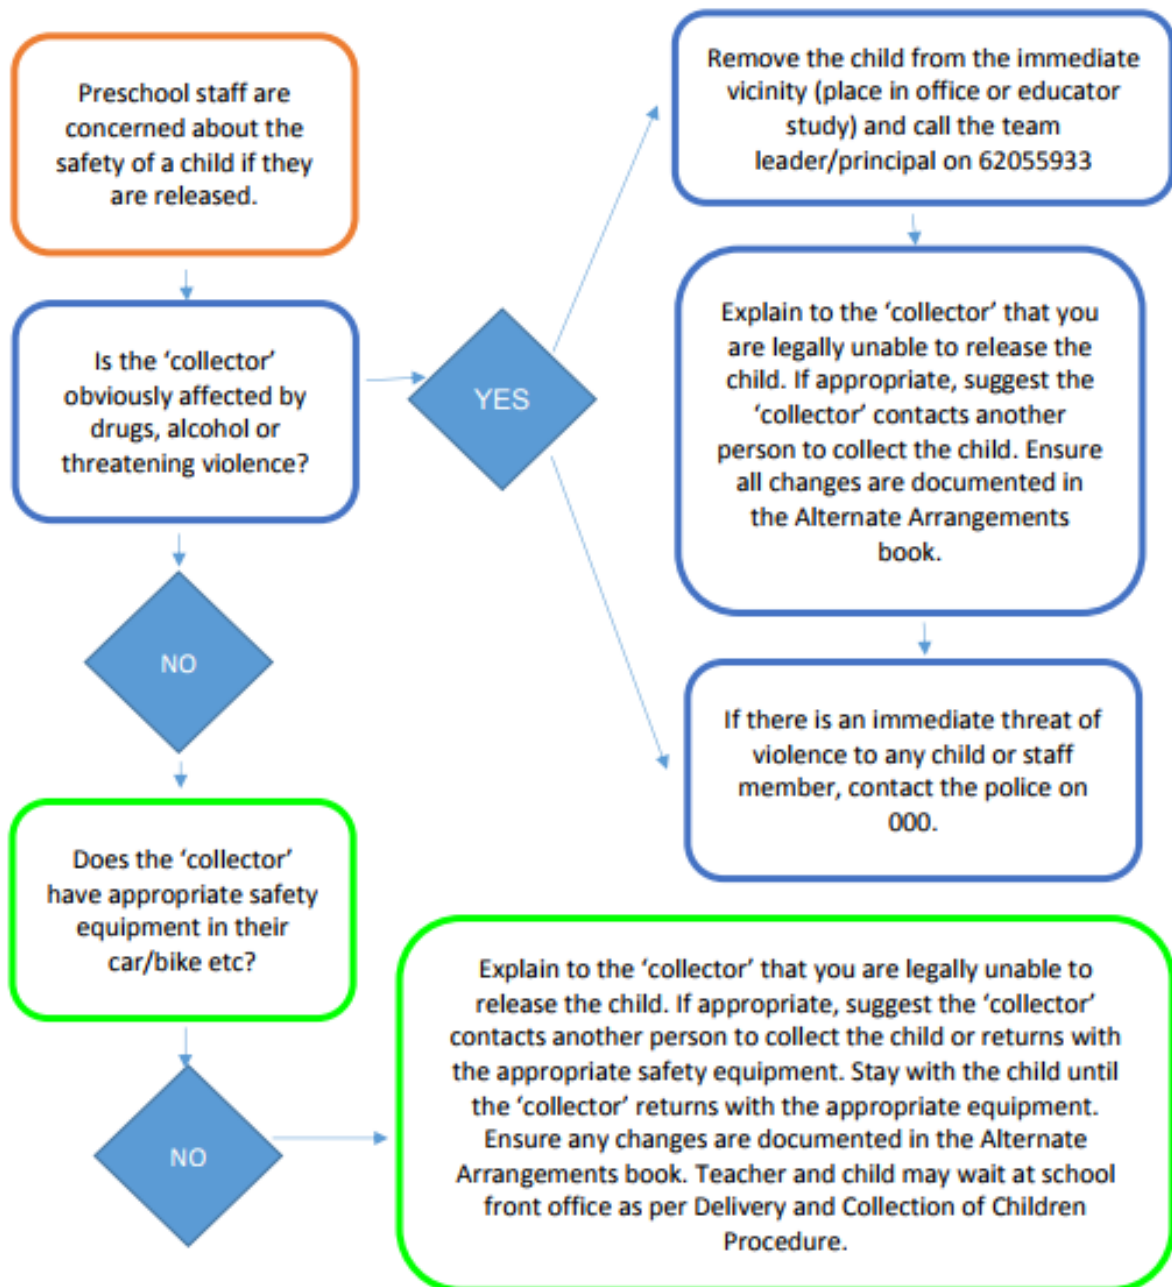 Preschool staff are
concerned about the
safety of a child if they
are released.
Is the ‘collector’
obviously affected by
drugs, alcohol or
threatening violence?
YES
Remove the child from the immediate
vicinity (place in office or educator
study) and call the team
leader/principal on 62055933
Explain to the ‘collector’ that you
are legally unable to release the
child. If appropriate, suggest the
‘collector’ contacts another
person to collect the child. Ensure
all changes are documented in
the Alternate Arrangements
book.
If there is an immediate threat of
violence to any child or staff
member, contact the police on
000.
NO
Does the ‘collector’
have appropriate safety
equipment in their
car/bike etc?
NO
Explain to the ‘collector’ that you are legally unable to
release the child. If appropriate, suggest the ‘collector’
contacts another person to collect the child or returns with
the appropriate safety equipment. Stay with the child until
the ‘collector’ returns with the appropriate equipment.
Ensure any changes are documented in the Alternate
Arrangements book. Teacher and child may wait at school
front office as per Delivery and Collection of Children
Procedure.